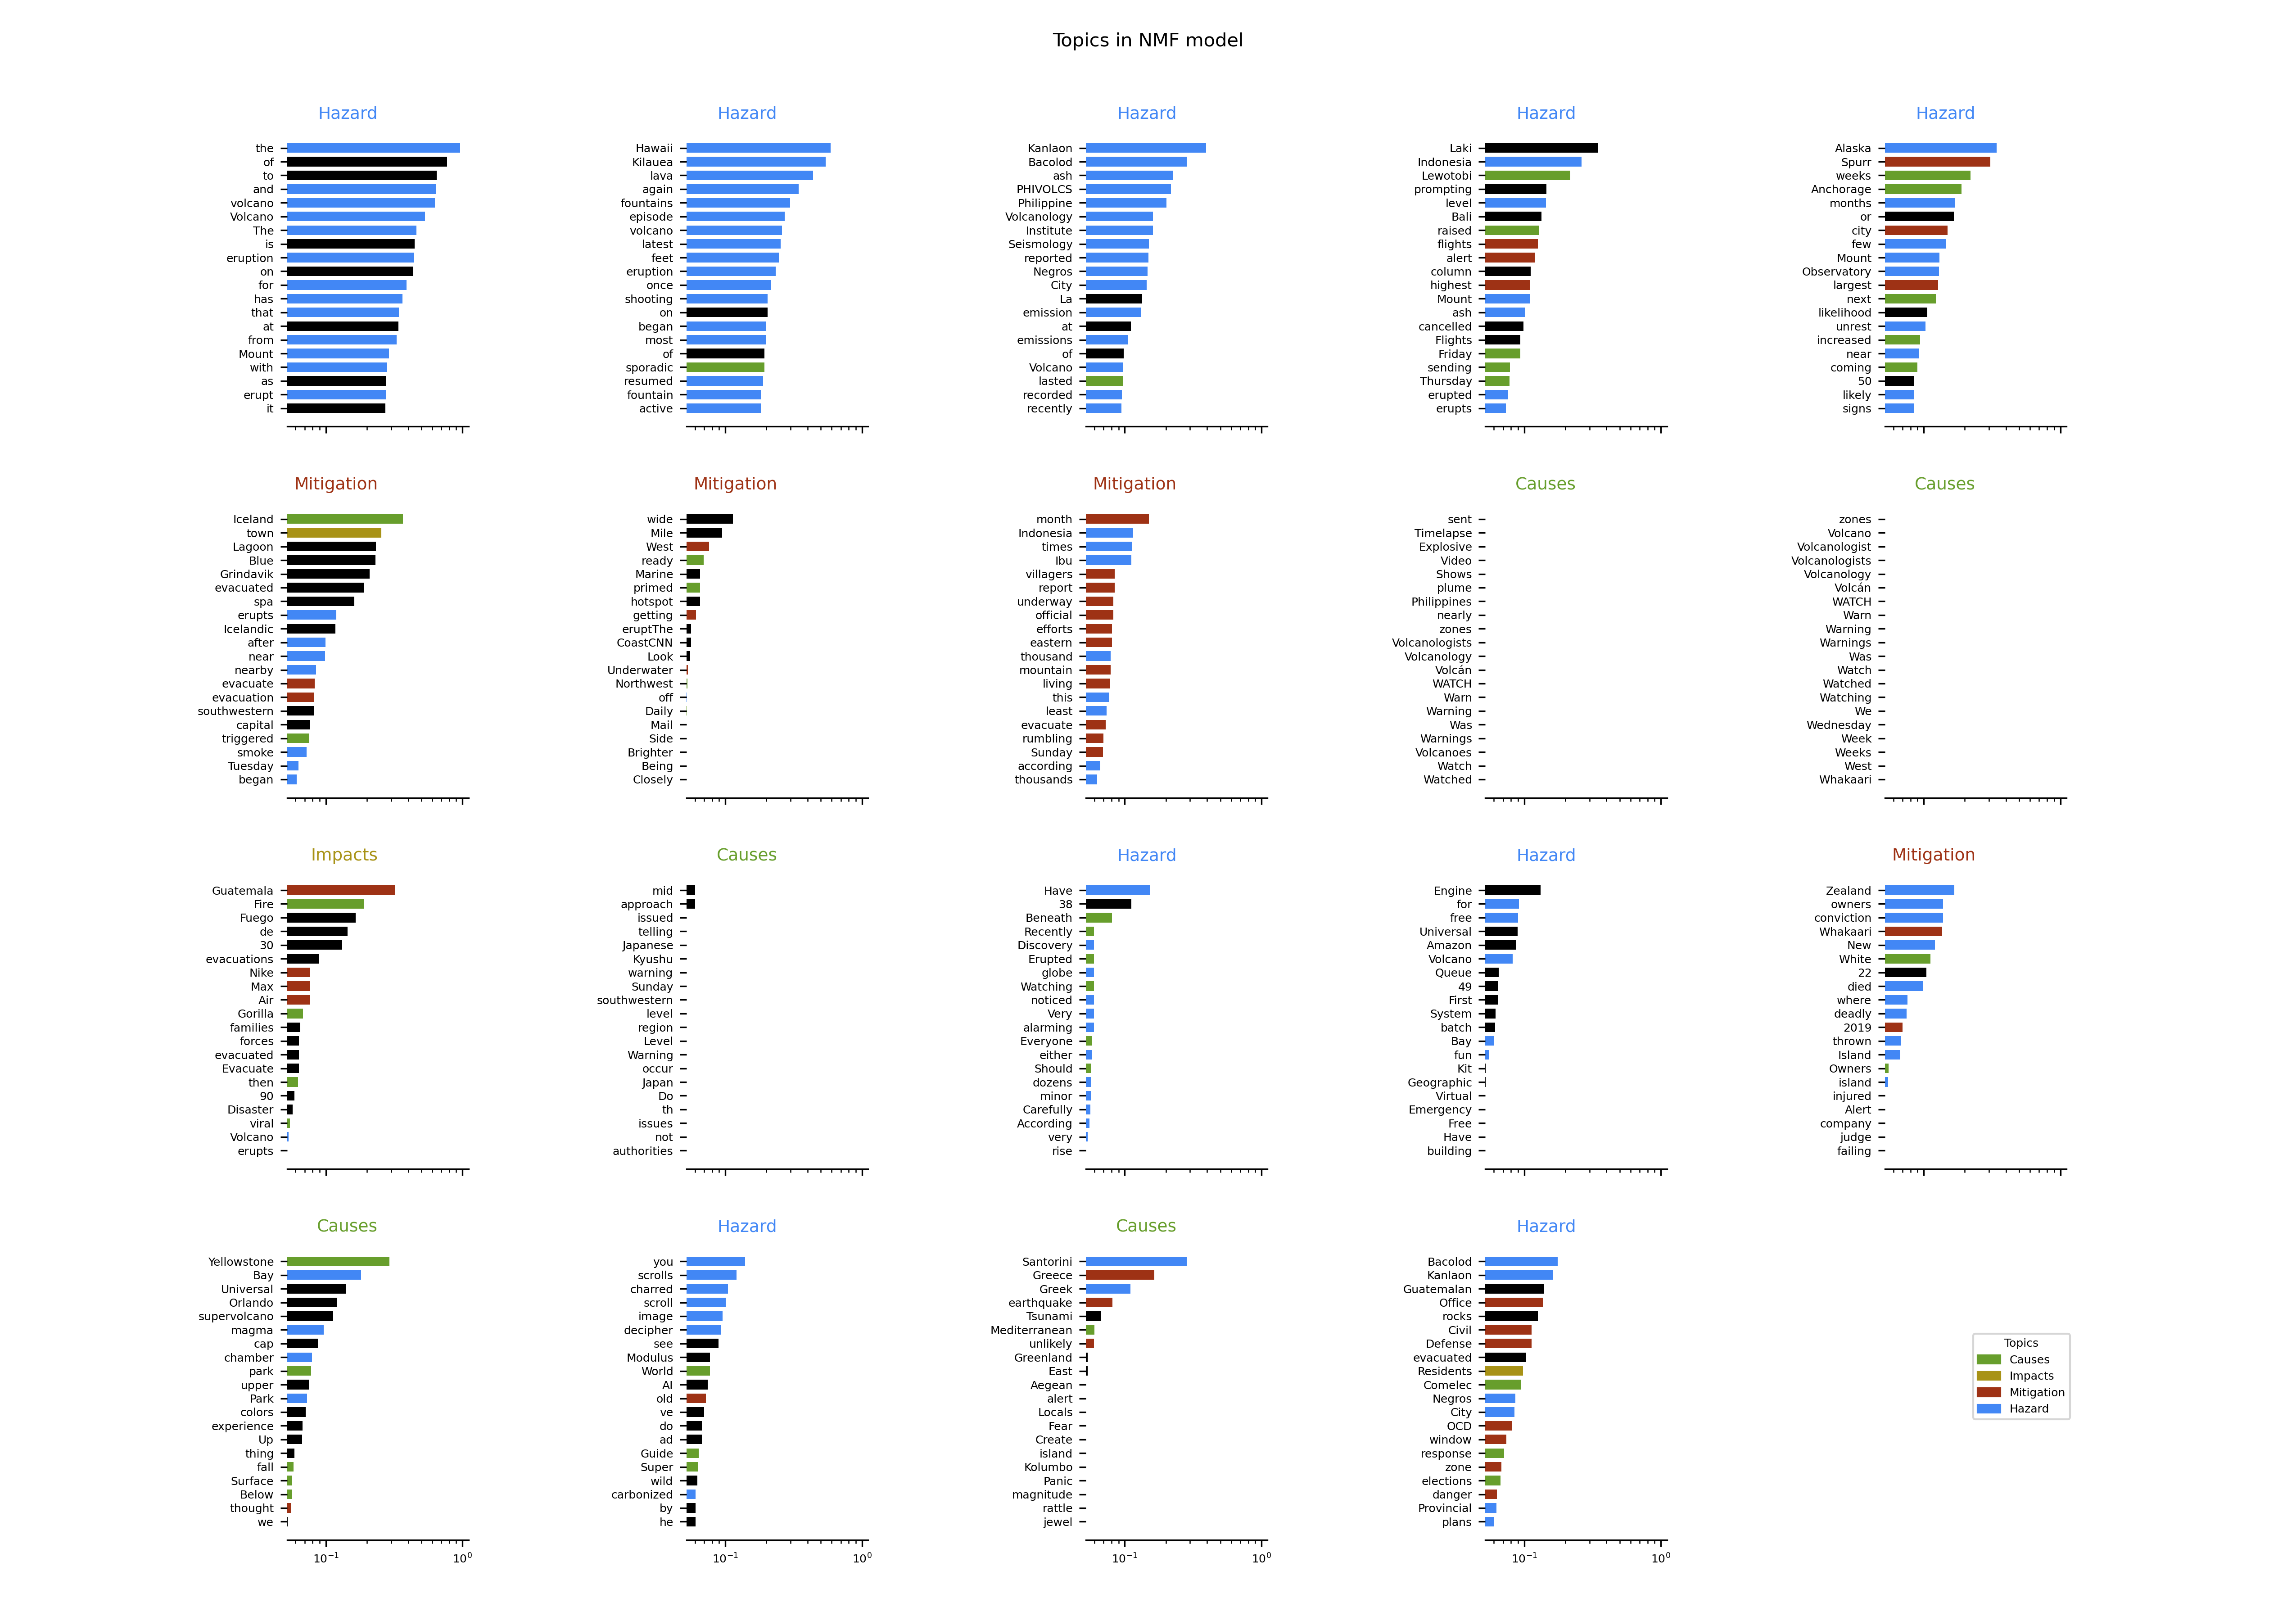 Topics in NMF model
Hazard
the
of
to
and
volcano
Volcano
The
is
eruption
on
for
has
that
at
from
Mount
with
as
erupt
it
Hazard
Hawaii
Kilauea
lava
again
fountains
episode
volcano
latest
feet
eruption
once
shooting
on
began
most
of
sporadic
resumed
fountain
active
Hazard
Kanlaon
Bacolod
ash
PHIVOLCS
Philippine
Volcanology
Institute
Seismology
reported
Negros
City
La
emission
at
emissions
of
Volcano
lasted
recorded
recently
Hazard
Laki
Indonesia
Lewotobi
prompting
level
Bali
raised
flights
alert
column
highest
Mount
ash
cancelled
Flights
Friday
sending
Thursday
erupted
erupts
Hazard
Alaska
Spurr
weeks
Anchorage
months
or
city
few
Mount
Observatory
largest
next
likelihood
unrest
increased
near
coming
50
likely
signs
Mitigation
Iceland
town
Lagoon
Blue
Grindavik
evacuated
spa
erupts
Icelandic
after
near
nearby
evacuate
evacuation
southwestern
capital
triggered
smoke
Tuesday
began
Mitigation
wide
Mile
West
ready
Marine
primed
hotspot
getting
eruptThe
CoastCNN
Look
Underwater
Northwest
off
Daily
Mail
Side
Brighter
Being
Closely
Mitigation
month
Indonesia
times
Ibu
villagers
report
underway
official
efforts
eastern
thousand
mountain
living
this
least
evacuate
rumbling
Sunday
according
thousands
Causes
sent
Timelapse
Explosive
Video
Shows
plume
Philippines
nearly
zones
Volcanologists
Volcanology
Volcán
WATCH
Warn
Warning
Was
Warnings
Volcanoes
Watch
Watched
Causes
zones
Volcano
Volcanologist
Volcanologists
Volcanology
Volcán
WATCH
Warn
Warning
Warnings
Was
Watch
Watched
Watching
We
Wednesday
Week
Weeks
West
Whakaari
Impacts
Guatemala
Fire
Fuego
de
30
evacuations
Nike
Max
Air
Gorilla
families
forces
evacuated
Evacuate
then
90
Disaster
viral
Volcano
erupts
Causes
mid
approach
issued
telling
Japanese
Kyushu
warning
Sunday
southwestern
level
region
Level
Warning
occur
Japan
Do
th
issues
not
authorities
Hazard
Have
38
Beneath
Recently
Discovery
Erupted
globe
Watching
noticed
Very
alarming
Everyone
either
Should
dozens
minor
Carefully
According
very
rise
Hazard
Engine
for
free
Universal
Amazon
Volcano
Queue
49
First
System
batch
Bay
fun
Kit
Geographic
Virtual
Emergency
Free
Have
building
Mitigation
Zealand
owners
conviction
Whakaari
New
White
22
died
where
deadly
2019
thrown
Island
Owners
island
injured
Alert
company
judge
failing
Causes
Yellowstone
Bay
Universal
Orlando
supervolcano
magma
cap
chamber
park
upper
Park
colors
experience
Up
thing
fall
Surface
Below
thought
we
10⁻¹ 10⁰
Hazard
you
scrolls
charred
scroll
image
decipher
see
Modulus
World
AI
old
ve
do
ad
Guide
Super
wild
carbonized
by
he
10⁻¹ 10⁰
Causes
Santorini
Greece
Greek
earthquake
Tsunami
Mediterranean
unlikely
Greenland
East
Aegean
alert
Locals
Fear
Create
island
Kolumbo
Panic
magnitude
rattle
jewel
10⁻¹ 10⁰
Hazard
Bacolod
Kanlaon
Guatemalan
Office
rocks
Civil
Defense
evacuated
Residents
Comelec
Negros
City
OCD
window
response
zone
elections
danger
Provincial
plans
10⁻¹ 10⁰
Topics
Causes
Impacts
Mitigation
Hazard